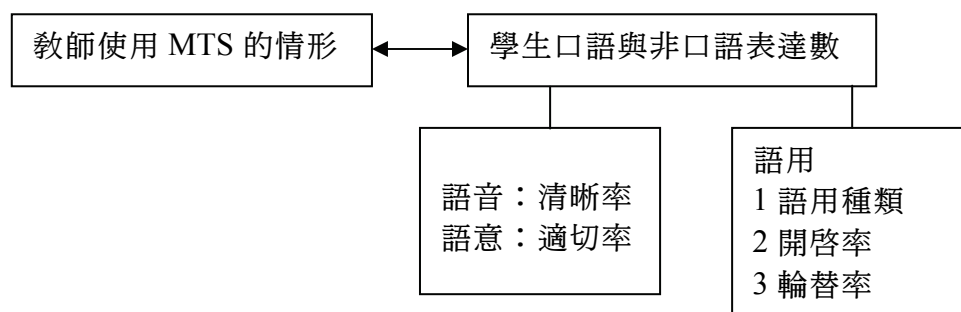 教師使用 MTS 的情形
學生口語與非口語表達數
語音：清晰率
語意：適切率
語用
1 語用種類
2 開啓率
3 輪替率